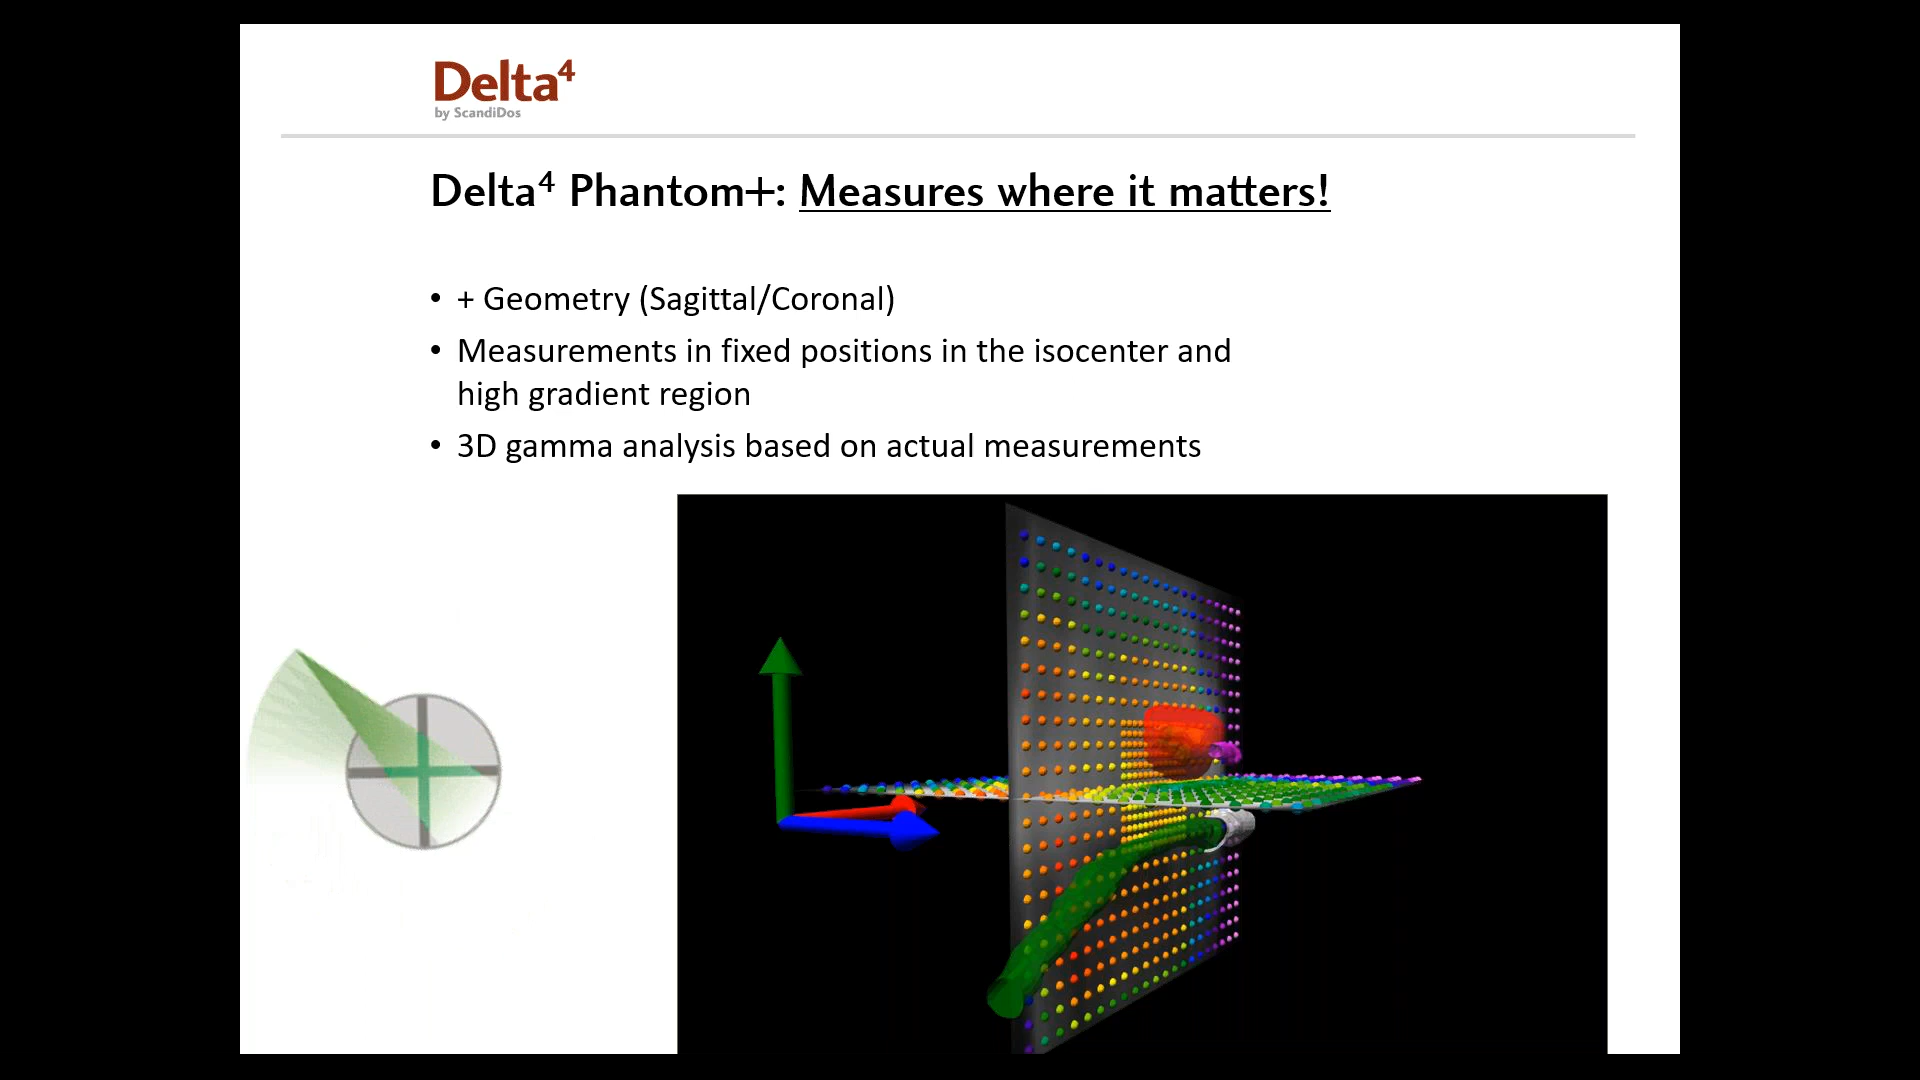 Delta⁴
by ScandiDos
Delta⁴ Phantom+: Measures where it matters!
• + Geometry (Sagittal/Coronal)
• Measurements in fixed positions in the isocenter and
high gradient region
• 3D gamma analysis based on actual measurements